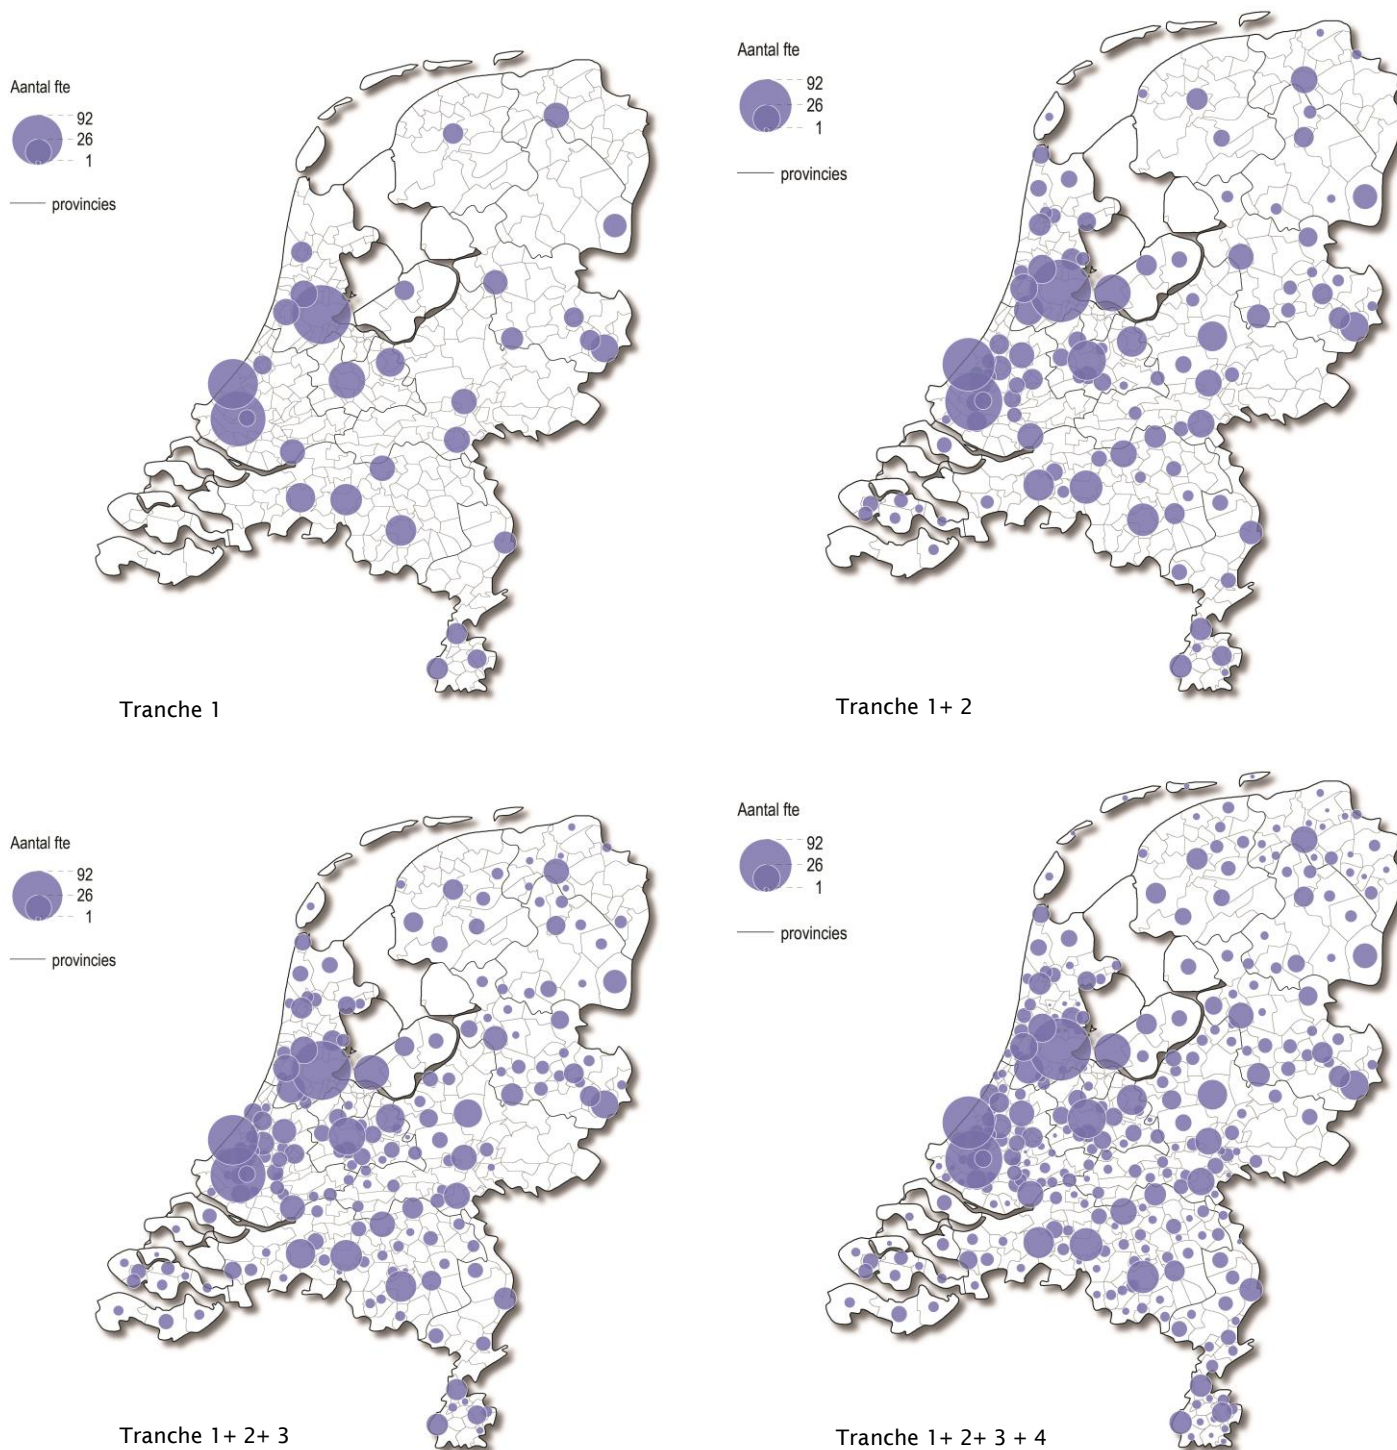 Aantal fte
92
26
1
provincies
Tranche 1
Aantal fte
92
26
1
provincies
Tranche 1+ 2
Aantal fte
92
26
1
provincies
Tranche 1+ 2+ 3
Aantal fte
92
26
1
provincies
Tranche 1+ 2+ 3 + 4